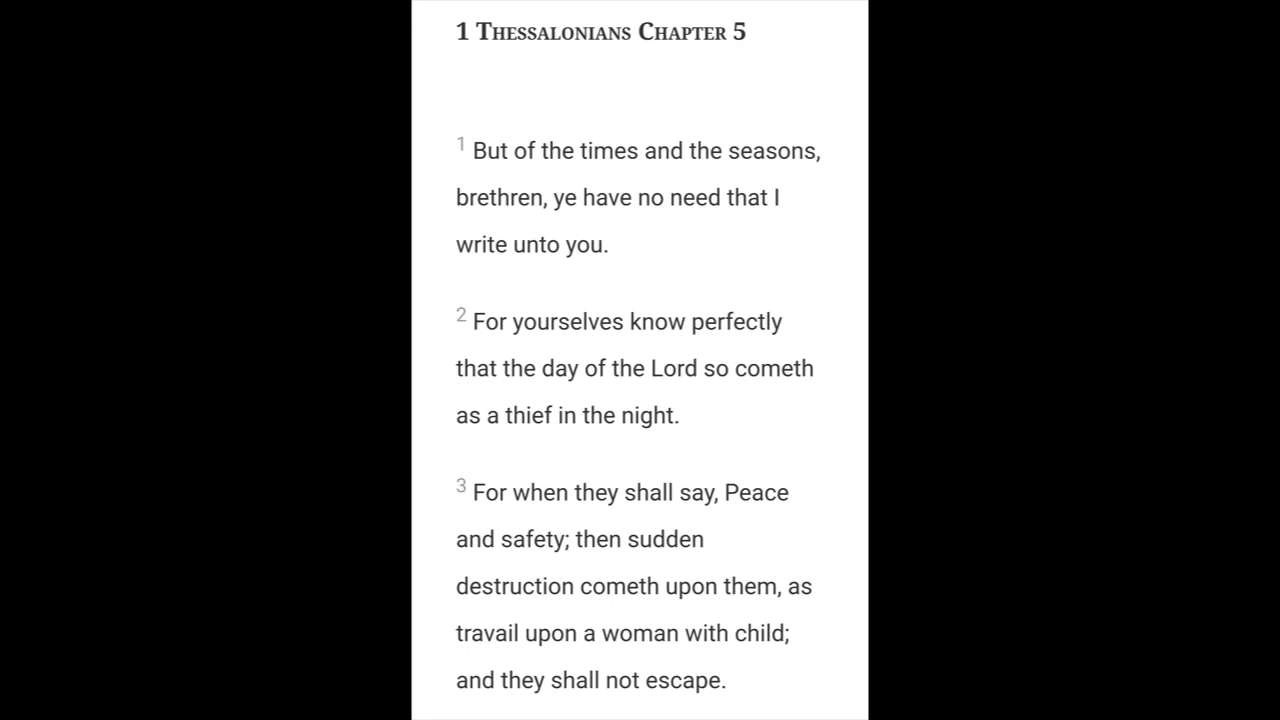 1 Thessalonians Chapter 5
1 But of the times and the seasons,
brethren, ye have no need that I
write unto you.
2 For yourselves know perfectly
that the day of the Lord so cometh
as a thief in the night.
3 For when they shall say, Peace
and safety; then sudden
destruction cometh upon them, as
travail upon a woman with child;
and they shall not escape.